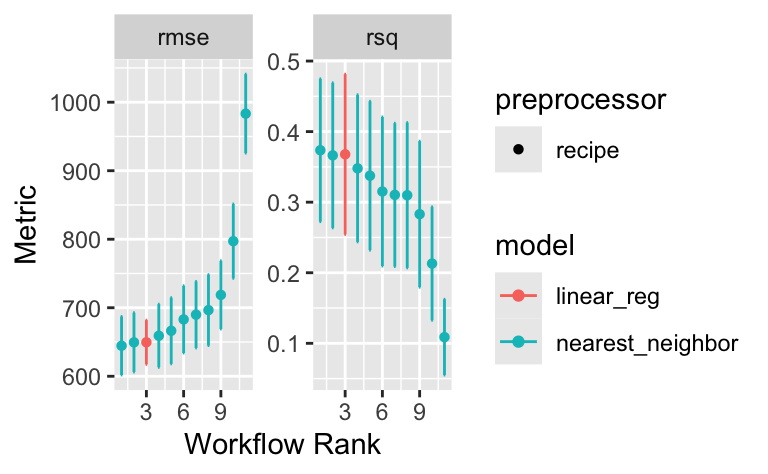 rmse
rsq
Metric
1000
900
800
700
600
0.5
0.4
0.3
0.2
0.1
3 6 9
3 6 9
Workflow Rank
preprocessor
recipe
model
linear_reg
nearest_neighbor